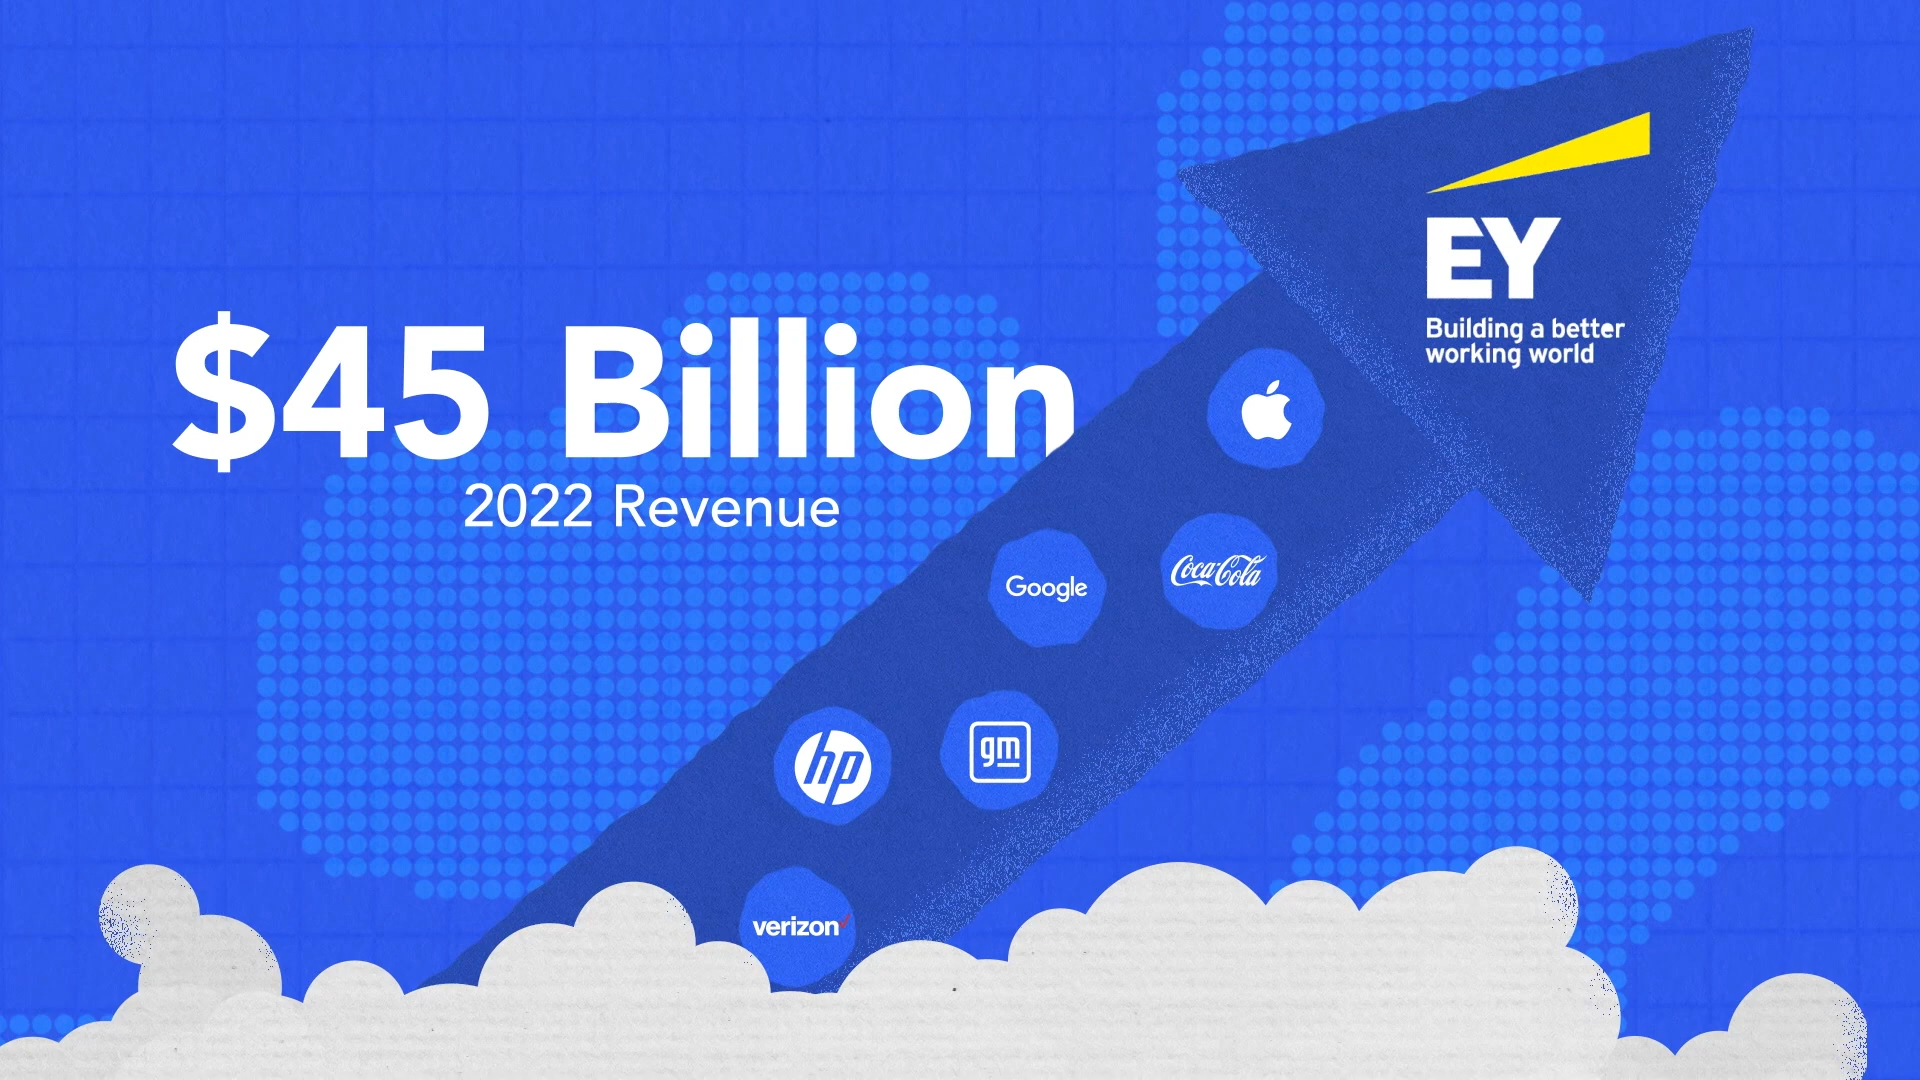 $45 Billion
2022 Revenue
EY
Building a better
working world
Google
Coca-Cola
hp
gm
verizon